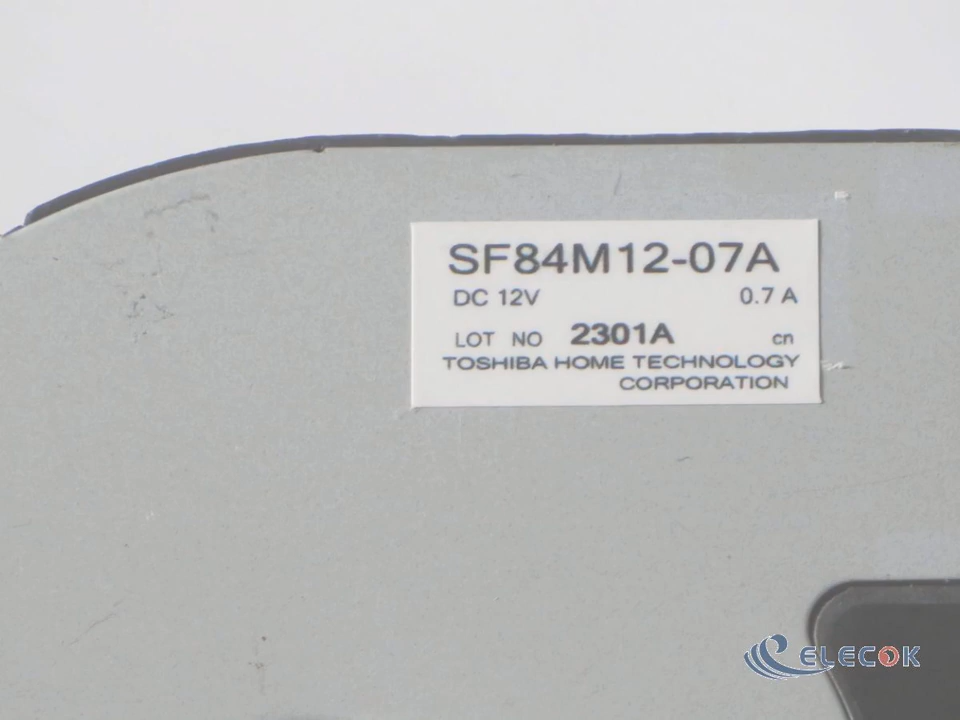 SF84M12-07A
DC 12V 0.7 A
LOT NO 2301A cn
TOSHIBA HOME TECHNOLOGY
CORPORATION
ELECOK